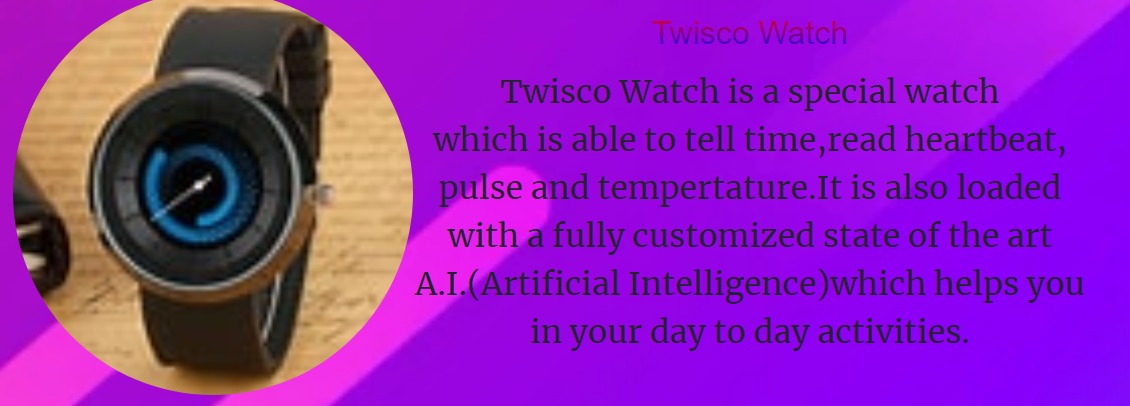 Twisco Watch
Twisco Watch is a special watch
which is able to tell time,read heartbeat,
pulse and tempertature.It is also loaded
with a fully customized state of the art
A.I.(Artificial Intelligence)which helps you
in your day to day activities.